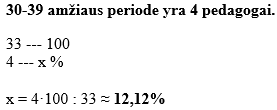 30-39 amžiaus periode yra 4 pedagogai.
33 --- 100
4 --- x %
x = 4·100 : 33 ≈ 12,12%